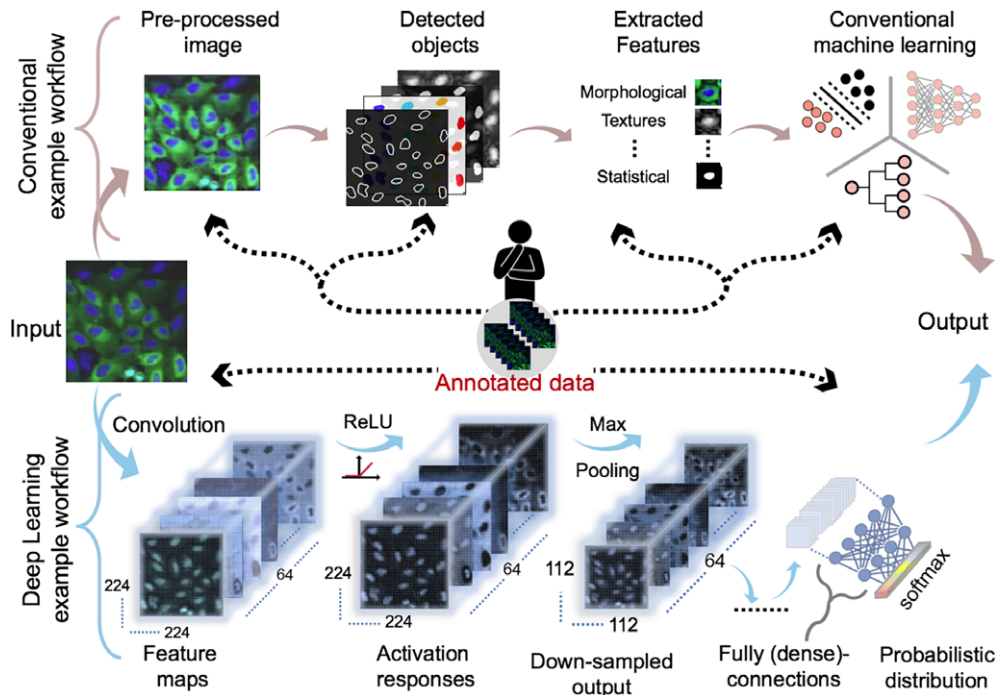 Conventional
example workflow
Pre-processed
image
Detected
objects
Extracted
Features
Conventional
machine learning
Morphological
Textures
Statistical
Input
Annotated data
Output
Deep Learning
example workflow
Convolution
ReLU
Max
Pooling
224
224
64
224
224
64
112
112
64
softmax
Feature
maps
Activation
responses
Down-sampled
output
Fully (dense)-
connections
Probabilistic
distribution